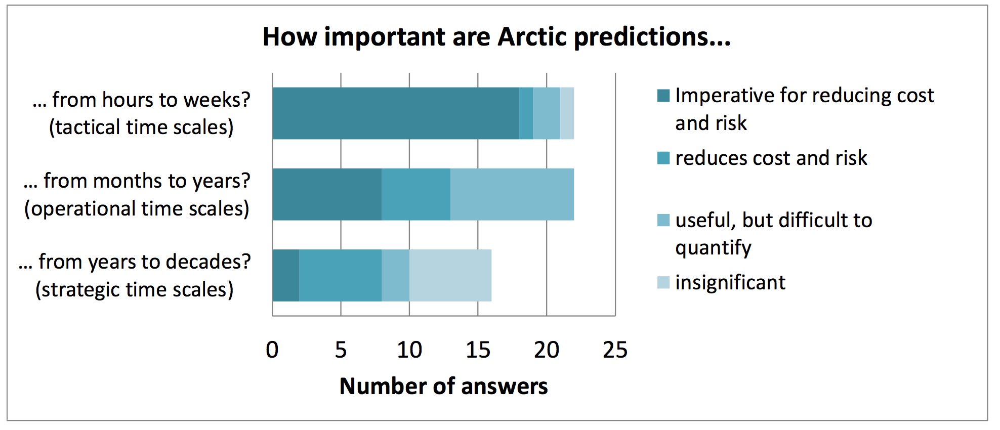 How important are Arctic predictions...
... from hours to weeks?
(tactical time scales)
... from months to years?
(operational time scales)
... from years to decades?
(strategic time scales)
0 5 10 15 20 25
Number of answers
Imperative for reducing cost
and risk
reduces cost and risk
useful, but difficult to
quantify
insignificant